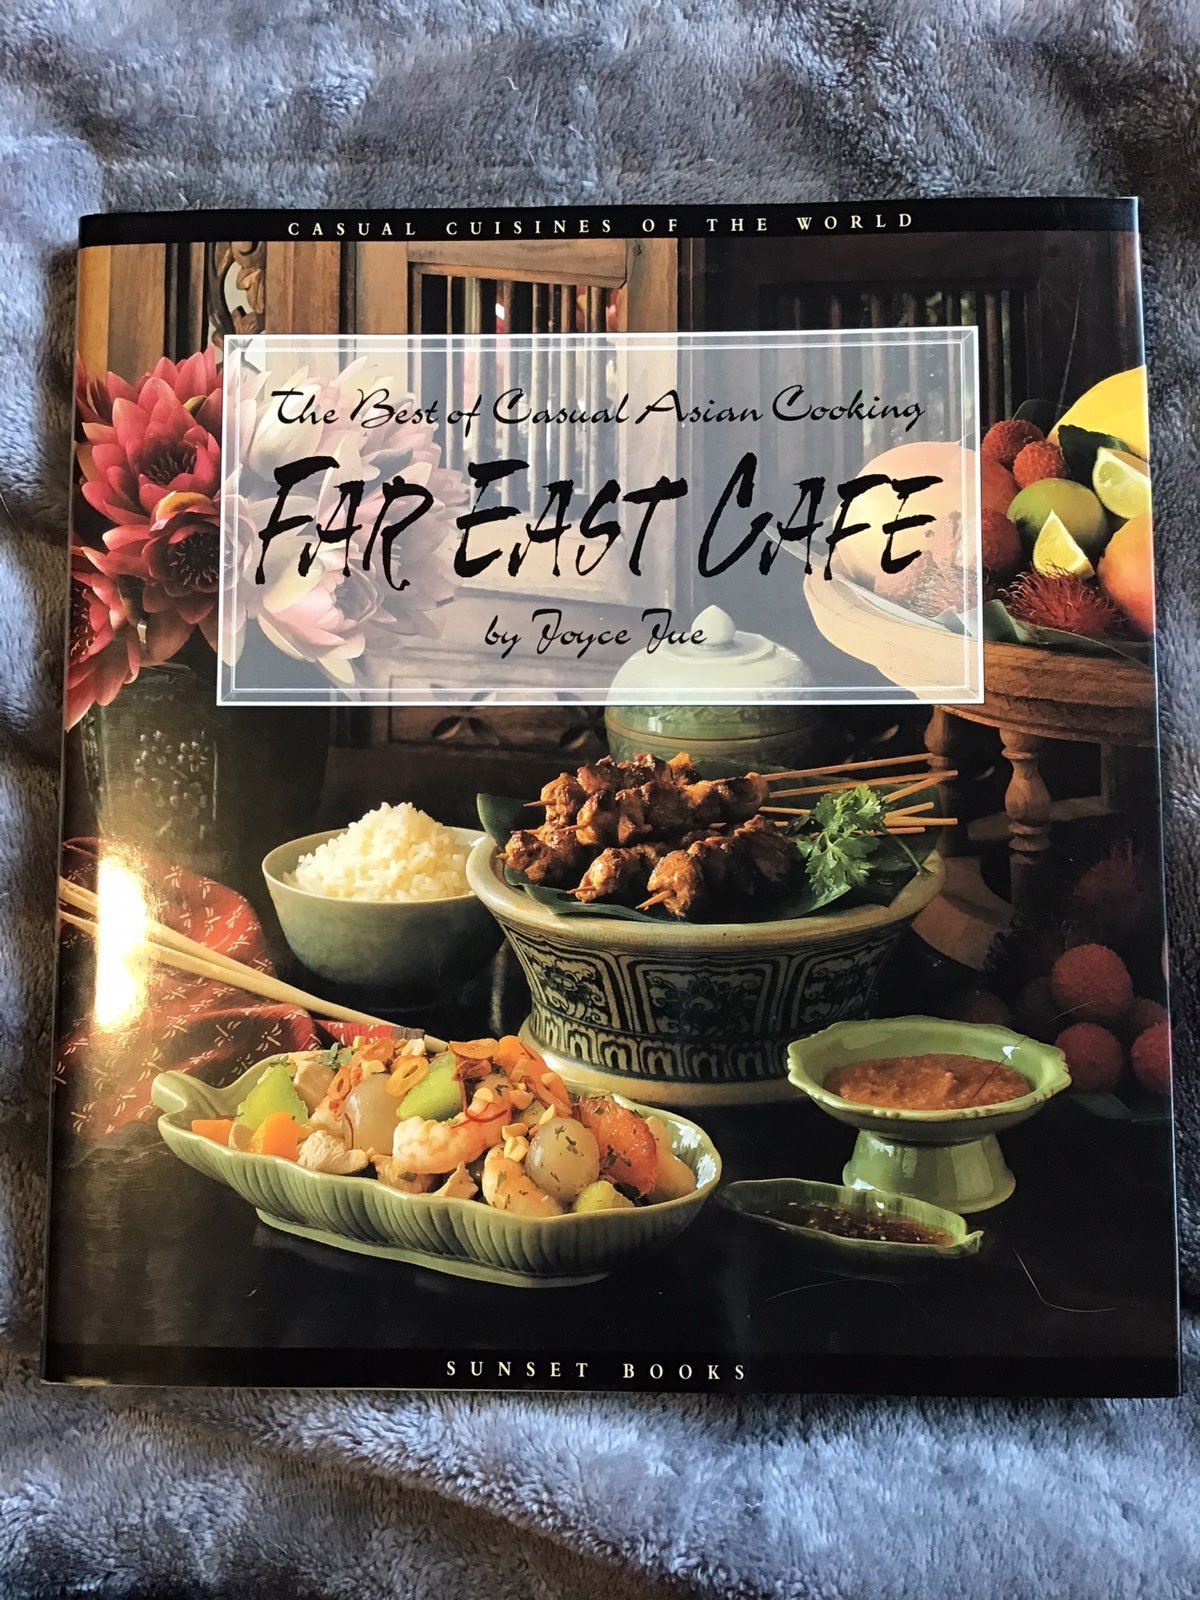 CASUAL CUISINES OF THE WORLD
The Best of Casual Asian Cooking
FAR EAST CAFE
by Joyce Jue
SUNSET BOOKS